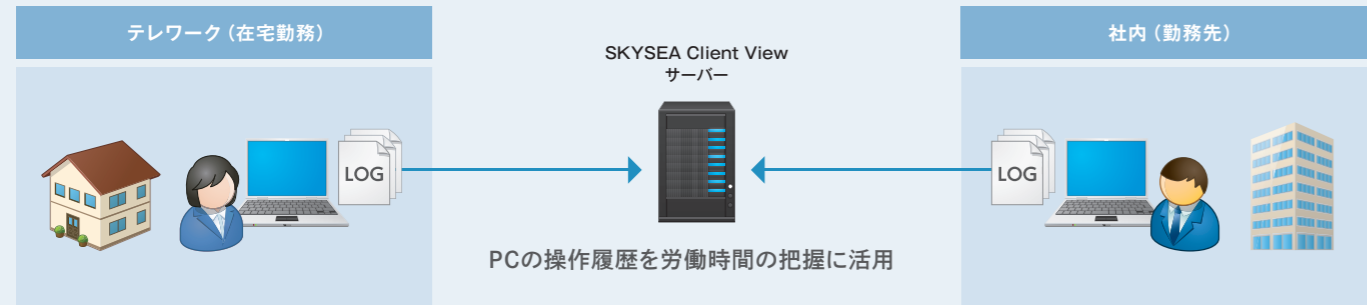 テレワーク（在宅勤務）
SKYSEA Client View
サーバー
社内（勤務先）
LOG
LOG
PCの操作履歴を労働時間の把握に活用